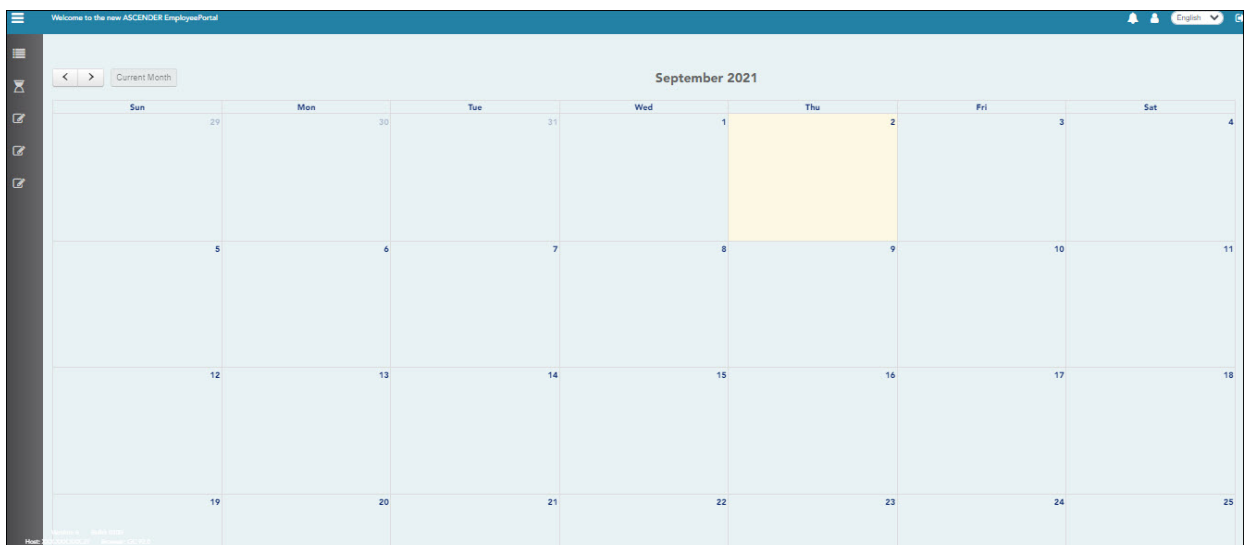 Welcome to the new ASCENDER EmployeePortal English
Current Month September 2021
Sun Mon Tue Wed Thu Fri Sat
29 30 31 1 2 3 4
5 6 7 8 9 10 11
12 13 14 15 16 17 18
19 20 21 22 23 24 25
Host: